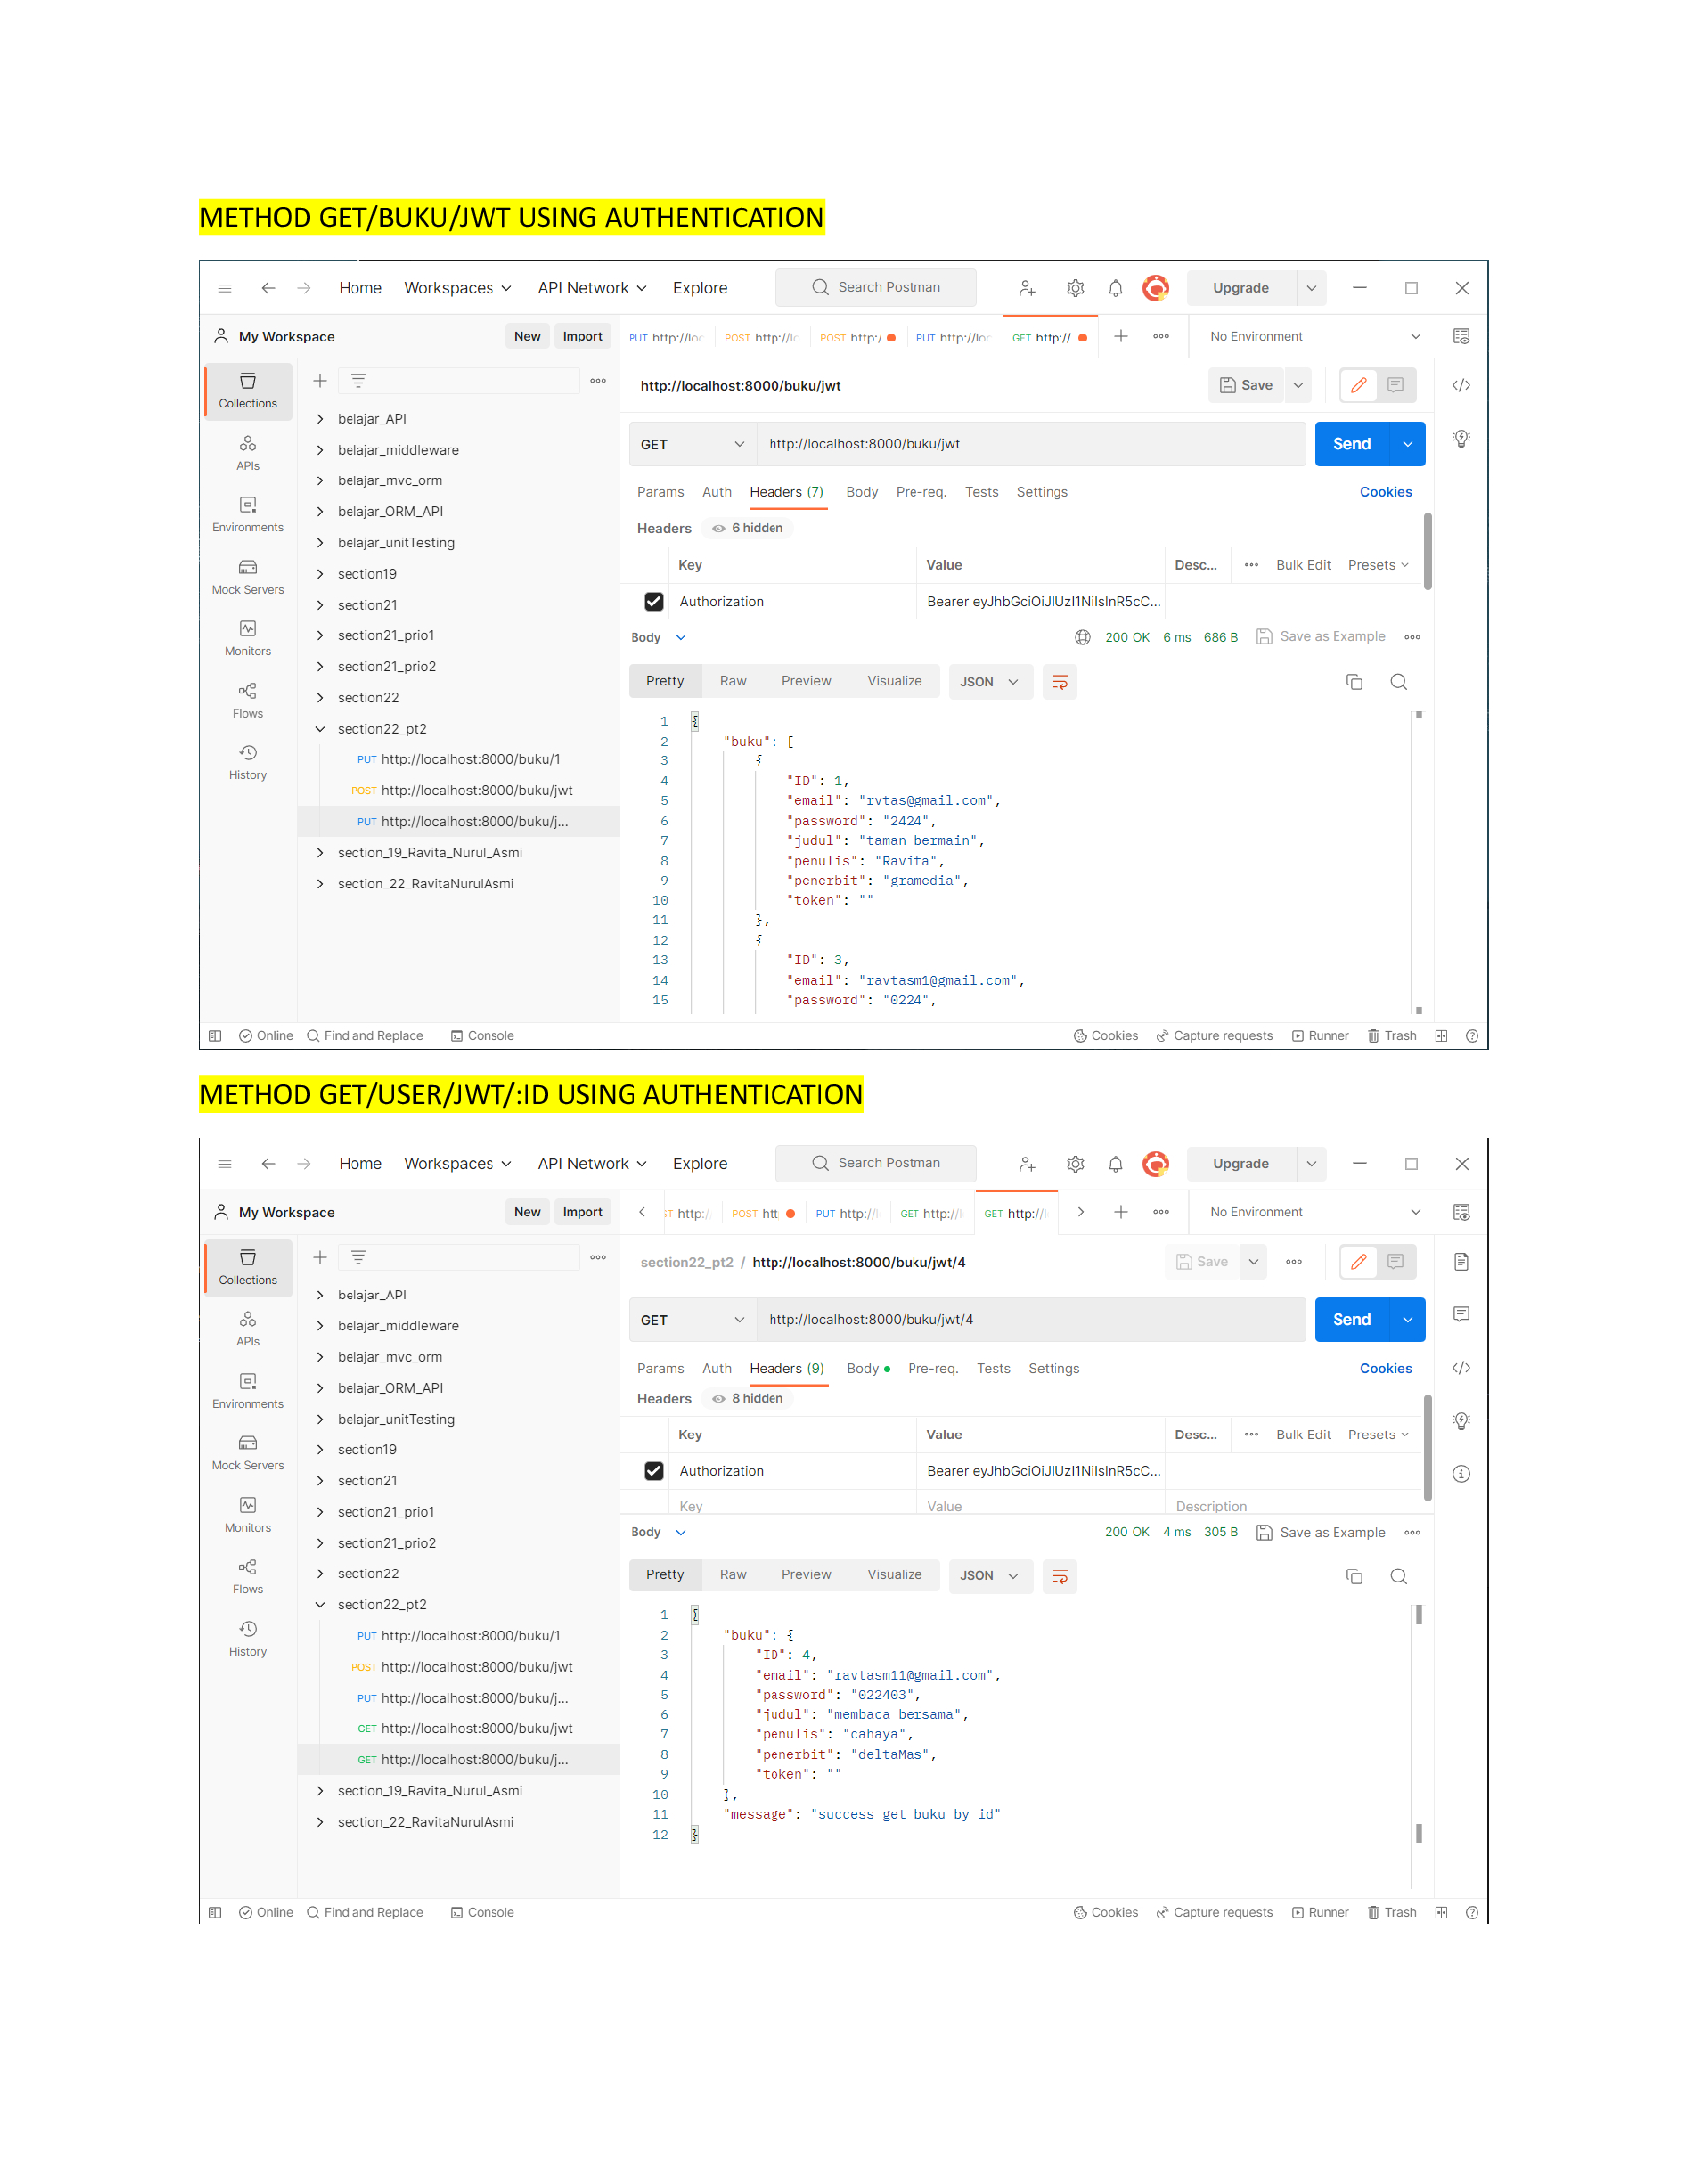 METHOD GET/BUKU/JWT USING AUTHENTICATION
Home Workspaces API Network Explore Search Postman Upgrade
My Workspace New Import PUT http://loc POST http://lc POST http:/ PUT http://loc GET http:// No Environment
Collections
APIs
Environments
Mock Servers
Monitors
Flows
History
belajar_API
belajar_middleware
belajar_mvc_orm
belajar_ORM_API
belajar_unitTesting
section19
section21
section21_prio1
section21_prio2
section22
section22_pt2
PUT http://localhost:8000/buku/1
POST http://localhost:8000/buku/jwt
PUT http://localhost:8000/buku/j...
section_19_Ravita_Nurul_Asmi
section_22_RavitaNurulAsmi
http://localhost:8000/buku/jwt Save
GET http://localhost:8000/buku/jwt Send
Params Auth Headers (7) Body Pre-req. Tests Settings Cookies
Headers 6 hidden
Key Value Desc... Bulk Edit Presets
Authorization
Body 200 OK 6 ms 686 B Save as Example
Pretty Raw Preview Visualize JSON
1 {
2 "buku": [
3 {
4 "ID": 1,
5 "email": "rvtas@gmail.com",
6 "password": "2424",
7 "judul": "taman bermain",
8 "penulis": "Ravita",
9 "penerbit": "gramedia",
10 "token": ""
11 },
12 {
13 "ID": 3,
14 "email": "ravtasm1@gmail.com",
15 "password": "0224",
Online Find and Replace Console Cookies Capture requests Runner Trash
METHOD GET/USER/JWT/:ID USING AUTHENTICATION
Home Workspaces API Network Explore Search Postman Upgrade
My Workspace New Import ST http:/ POST htt PUT http:// GET http:// GET http:// No Environment
Collections
APIs
Environments
Mock Servers
Monitors
Flows
History
belajar_API
belajar_middleware
belajar_mvc_orm
belajar_ORM_API
belajar_unitTesting
section19
section21
section21_prio1
section21_prio2
section22
section22_pt2
PUT http://localhost:8000/buku/1
POST http://localhost:8000/buku/jwt
PUT http://localhost:8000/buku/j...
GET http://localhost:8000/buku/jwt
GET http://localhost:8000/buku/j...
section_19_Ravita_Nurul_Asmi
section_22_RavitaNurulAsmi
section22_pt2 / http://localhost:8000/buku/jwt/4 Save
GET http://localhost:8000/buku/jwt/4 Send
Params Auth Headers (9) Body Pre-req. Tests Settings Cookies
Headers 8 hidden
Key Value Desc... Bulk Edit Presets
Authorization
Key Value Description
Body 200 OK 4 ms 305 B Save as Example
Pretty Raw Preview Visualize JSON
1 {
2 "buku": {
3 "ID": 4,
4 "email": "ravtasm11@gmail.com",
5 "password": "022403",
6 "judul": "membaca bersama",
7 "penulis": "cahaya",
8 "penerbit": "deltaMas",
9 "token": ""
10 },
11 "message": "success get buku by id"
12 }
Online Find and Replace Console Cookies Capture requests Runner Trash